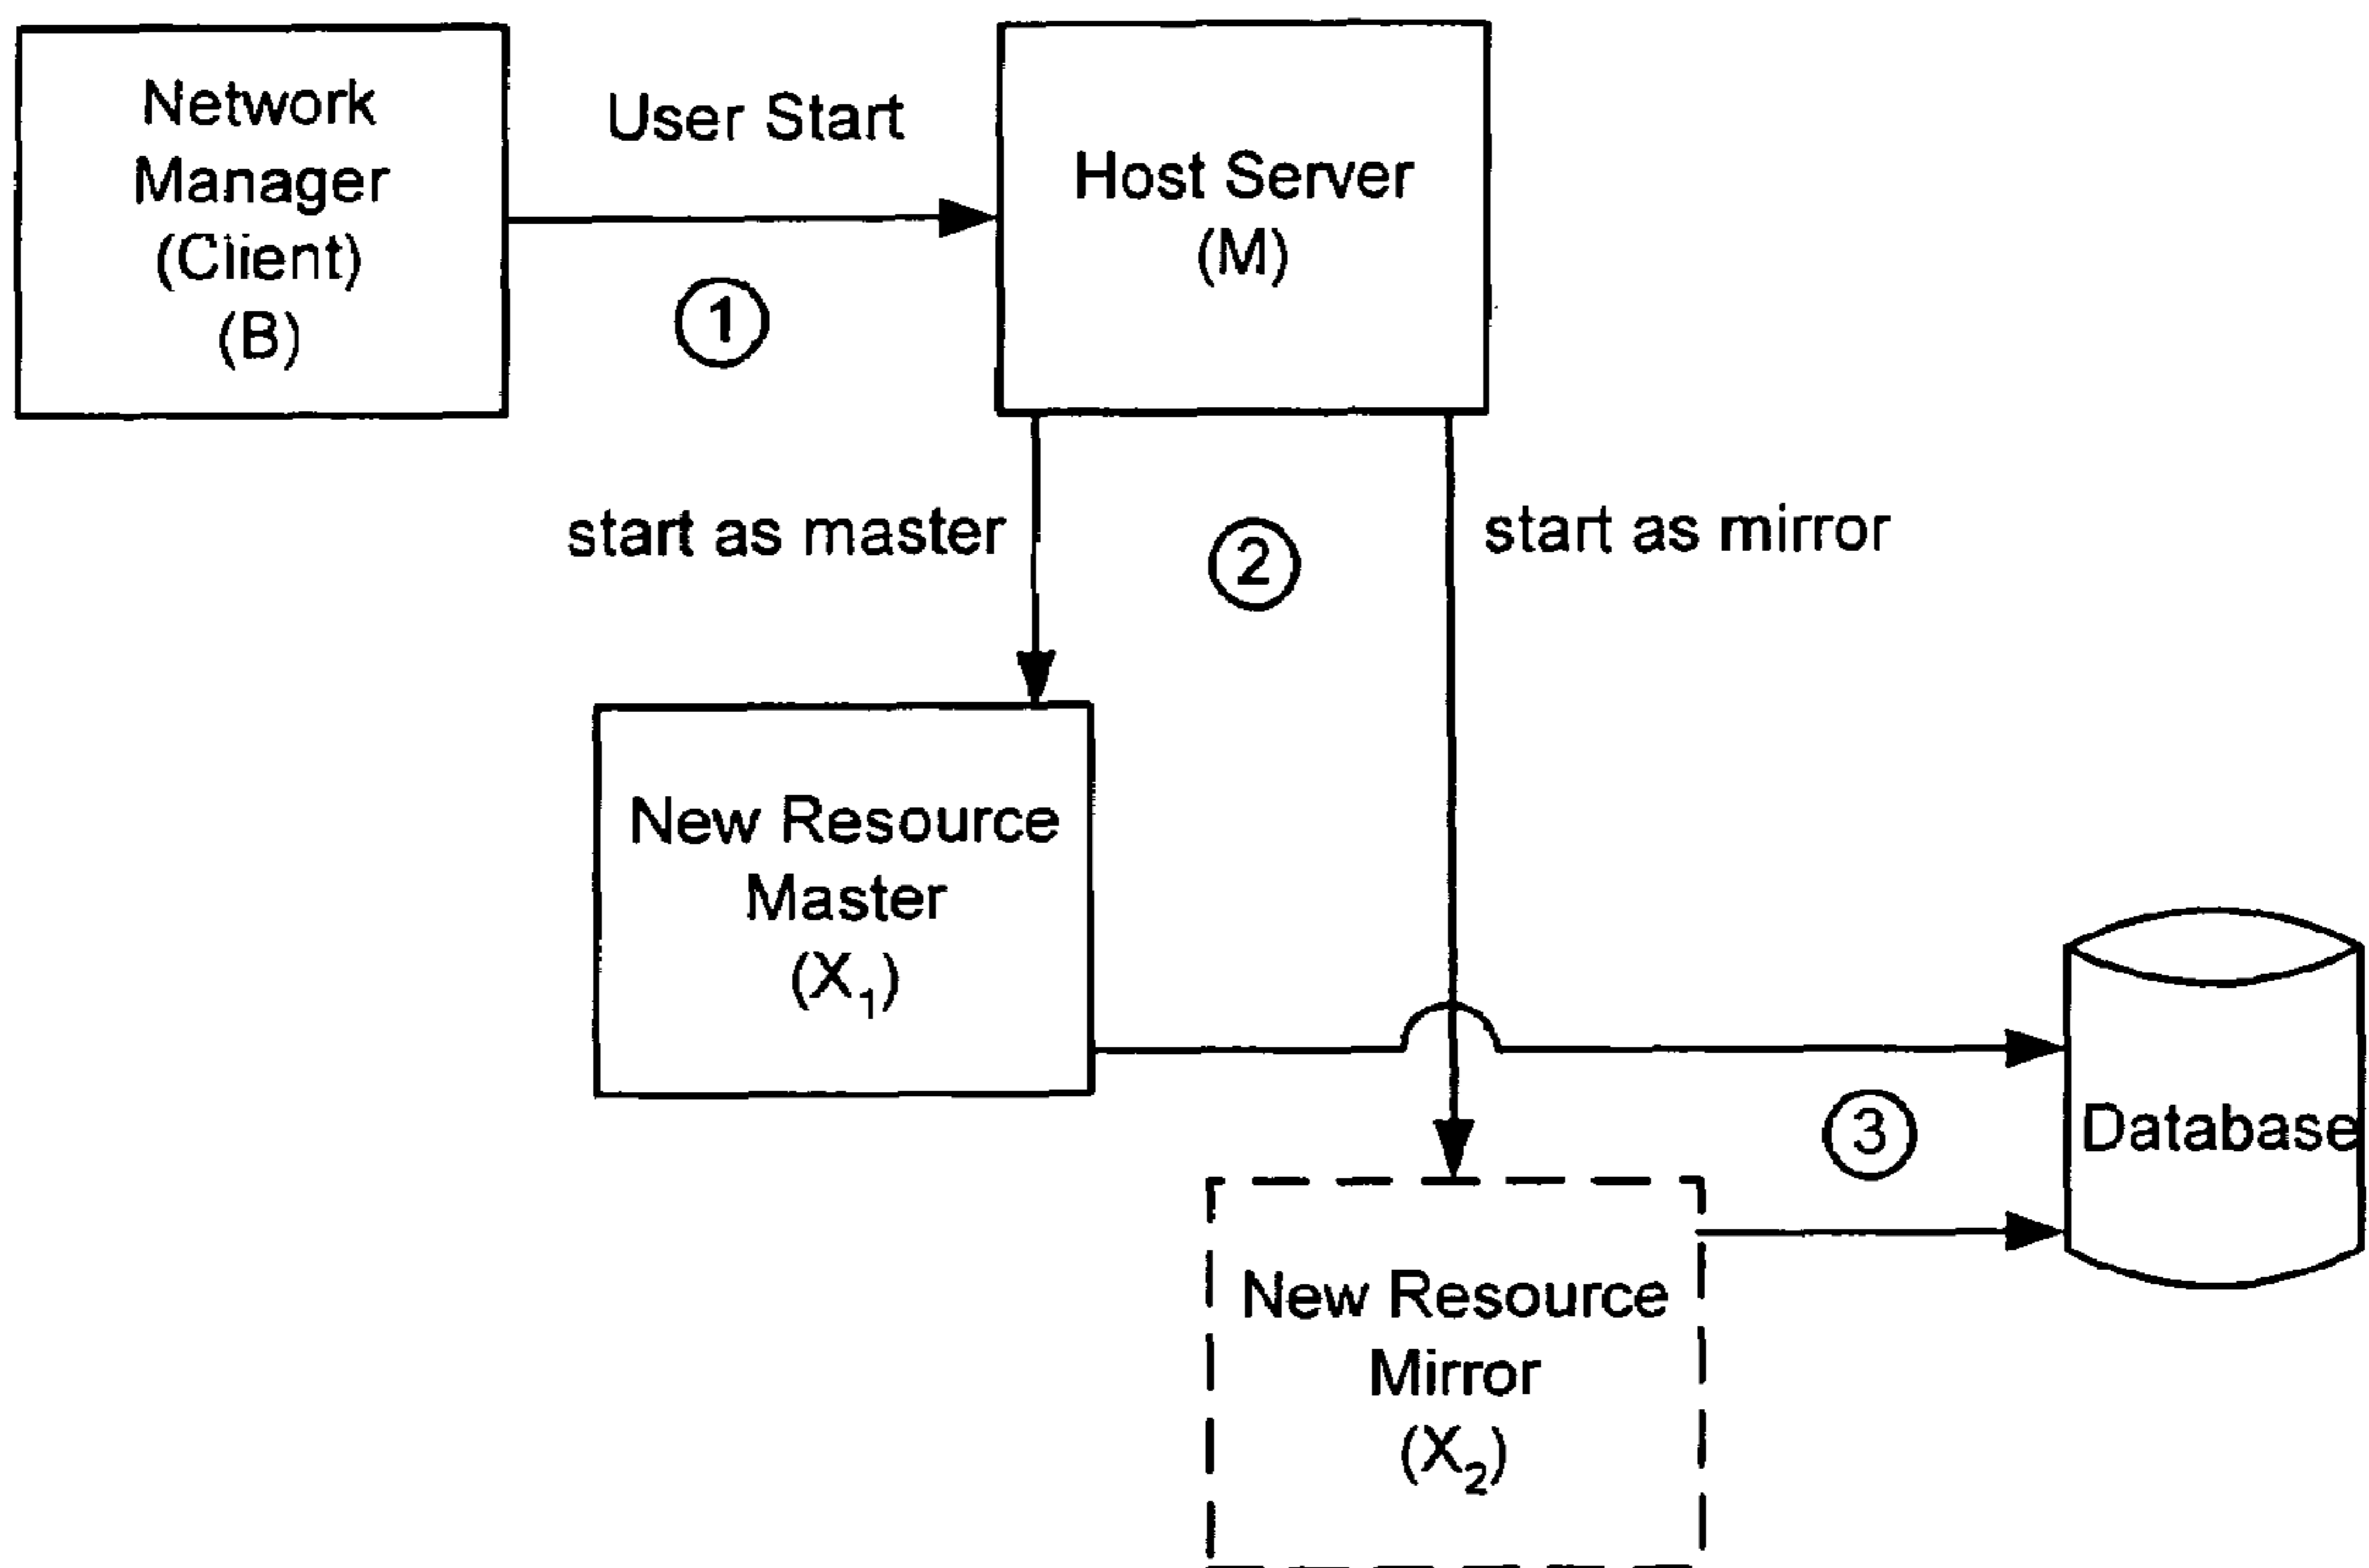 Network
Manager
(Client)
(B)
User Start
1
Host Server
(M)
start as master
2
start as mirror
New Resource
Master
(X₁)
3
Database
New Resource
Mirror
(X₂)